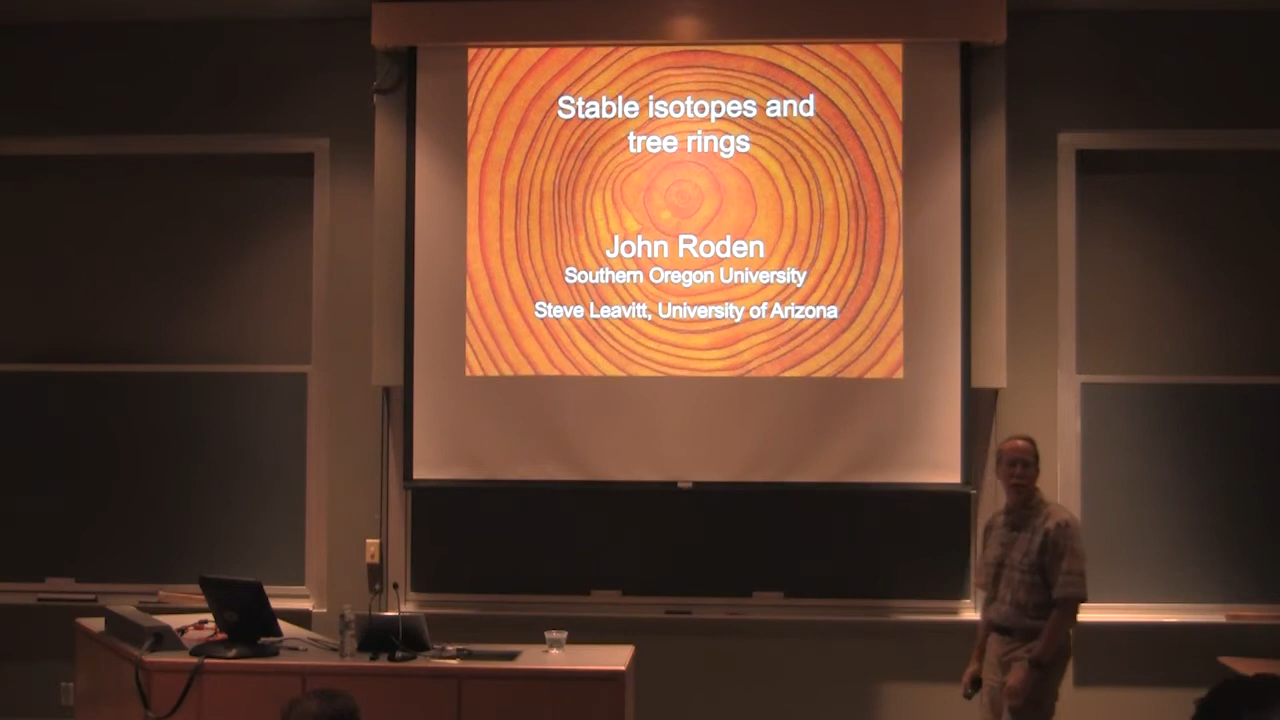 Stable isotopes and
tree rings
John Roden
Southern Oregon University
Steve Leavitt, University of Arizona